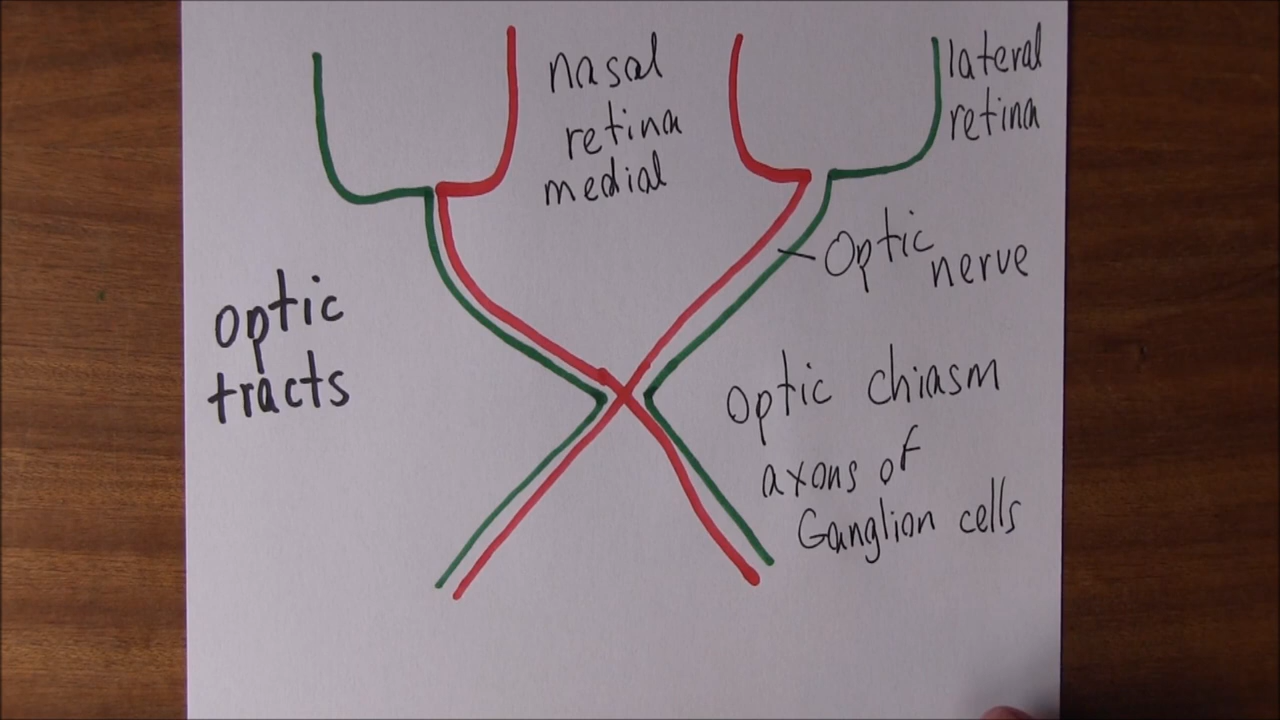 nasal
retina
medial
lateral
retina
Optic
nerve
optic
tracts
Optic chiasm
axons of
Ganglion cells